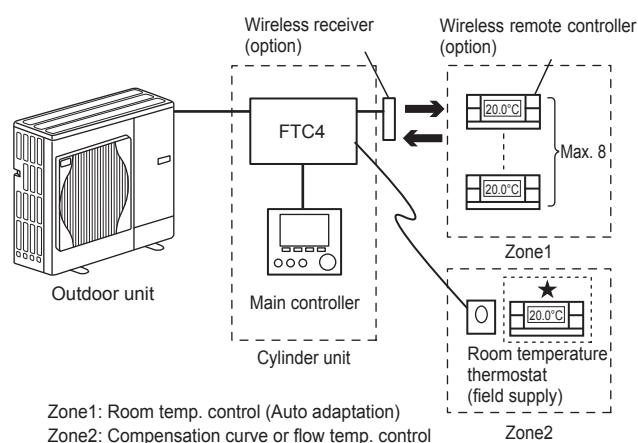 Wireless receiver
(option)
Wireless remote controller
(option)
20.0°C
FTC4
Max. 8
20.0°C
Zone1
Outdoor unit
Main controller
★
20.0°C
Cylinder unit
Room temperature
thermostat
(field supply)
Zone1: Room temp. control (Auto adaptation)
Zone2: Compensation curve or flow temp. control
Zone2